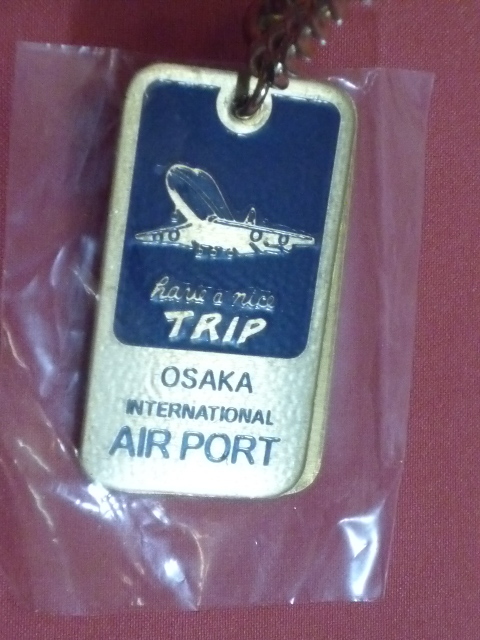 have a nice
TRIP
OSAKA
INTERNATIONAL
AIR PORT